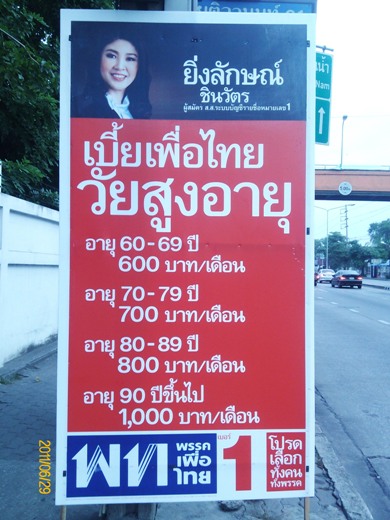 ยิ่งลักษณ์
ชินวัตร
ผู้สมัคร ส.ส.ระบบบัญชีรายชื่อหมายเลข 1
เบี้ยเพื่อไทย
วัยสูงอายุ
อายุ 60-69 ปี
600 บาท/เดือน
อายุ 70-79 ปี
700 บาท/เดือน
อายุ 80-89 ปี
800 บาท/เดือน
อายุ 90 ปีขึ้นไป
1,000 บาท/เดือน
พท
พรรค
เพื่อ
ไทย
เบอร์
1
โปรด
เลือก
ทั้งคน
ทั้งพรรค
2011/06/29